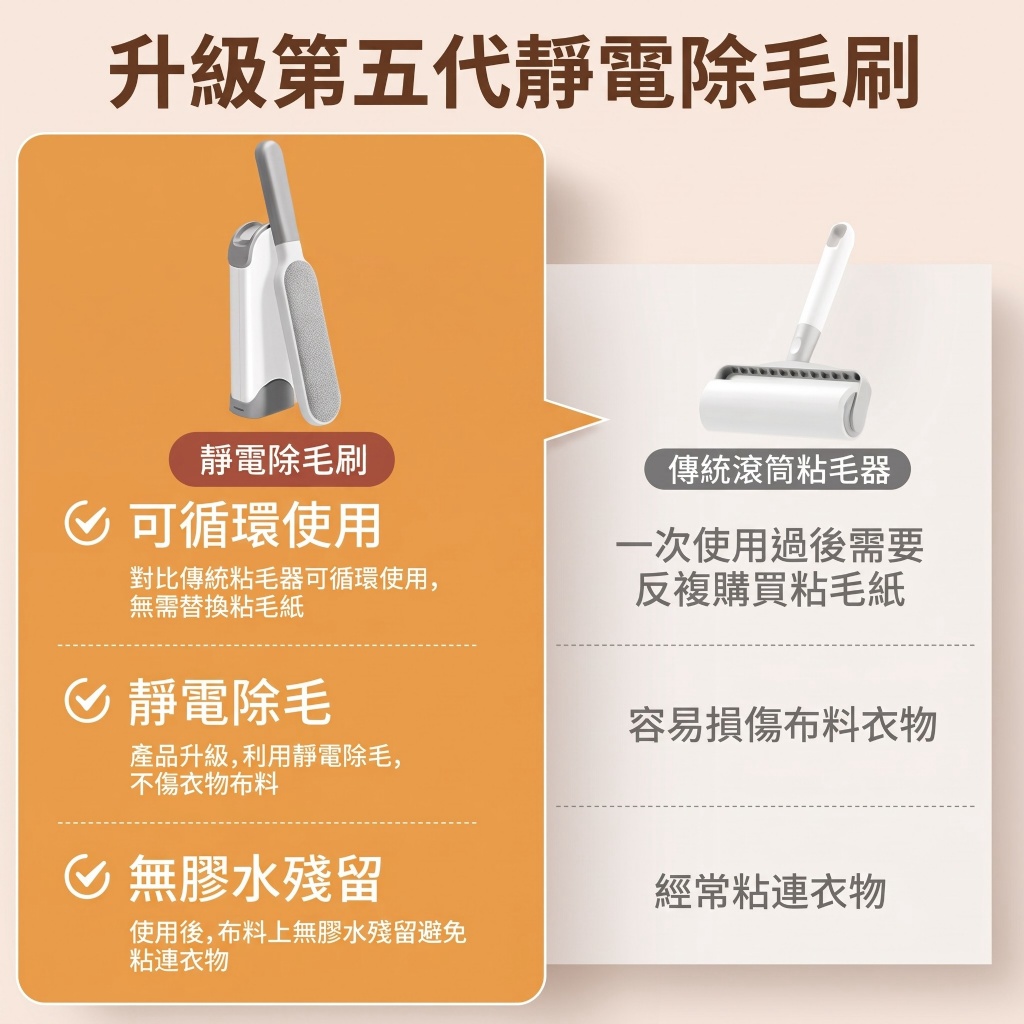 升級第五代靜電除毛刷
靜電除毛刷
可循環使用
對比傳統粘毛器可循環使用，
無需替換粘毛紙
靜電除毛
產品升級，利用靜電除毛，
不傷衣物布料
無膠水殘留
使用後，布料上無膠水殘留避免
粘連衣物
傳統滾筒粘毛器
一次使用過後需要
反複購買粘毛紙
容易損傷布料衣物
經常粘連衣物